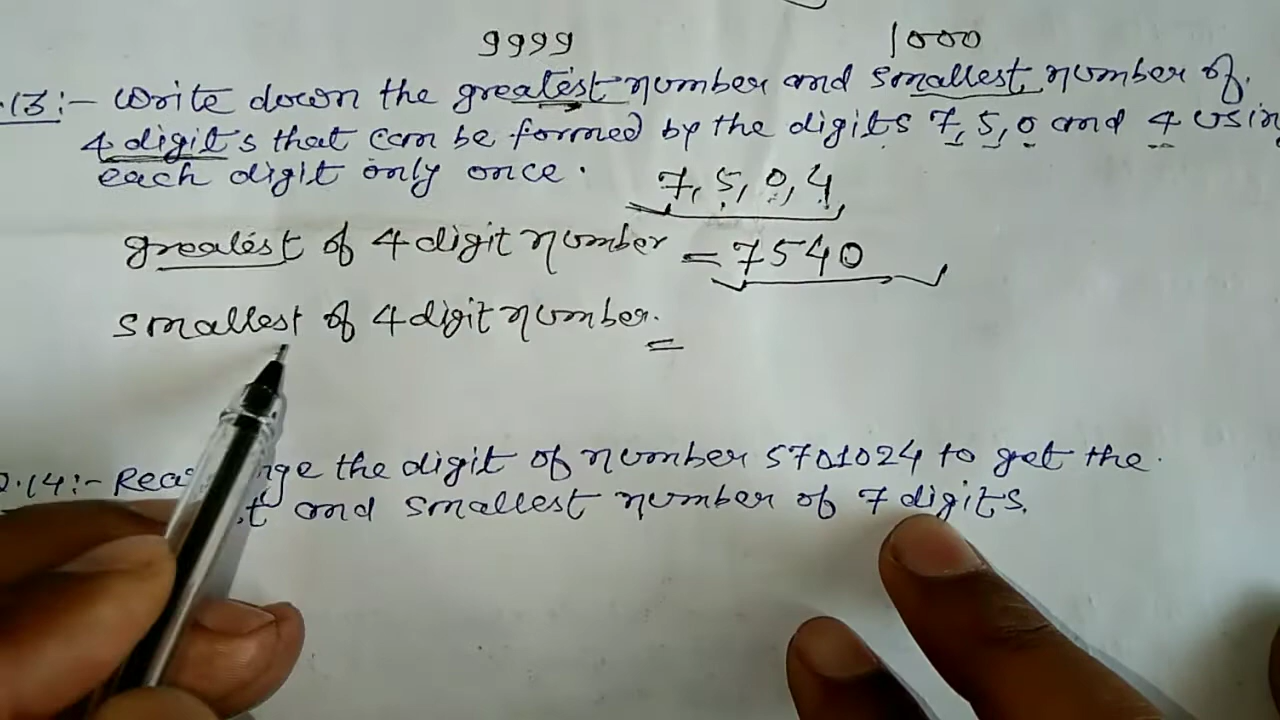 9999 1000
.13:- Write down the greatest number and smallest number of.
4 digits that can be formed by the digits 7, 5, 0 and 4 usin
each digit only once. 7, 5, 0, 4,
greatest of 4 digit number = 7540
smallest of 4 digit number. =
Q.14:- Rea nge the digit of number 5701024 to get the.
t and smallest number of 7 digits.